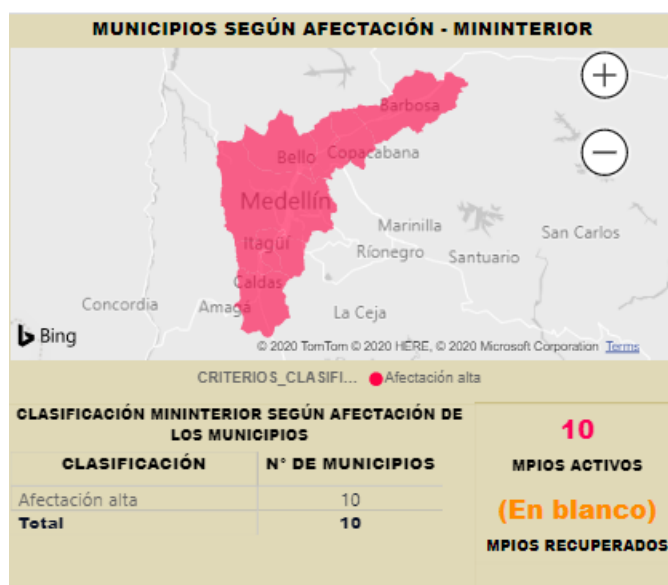 MUNICIPIOS SEGÚN AFECTACIÓN - MININTERIOR
Barbosa
Bello
Copacabana
Medellín
Marinilla
San Carlos
Itagüí
Ríonegro
Santuario
Caldas
Concordia
Amagá
La Ceja
Bing
© 2020 TomTom © 2020 HERE, © 2020 Microsoft Corporation Terms
CRITERIOS_CLASIFI... Afectación alta
CLASIFICACIÓN MININTERIOR SEGÚN AFECTACIÓN DE
LOS MUNICIPIOS
CLASIFICACIÓN N° DE MUNICIPIOS
Afectación alta 10
Total 10
10
MPIOS ACTIVOS
(En blanco)
MPIOS RECUPERADOS